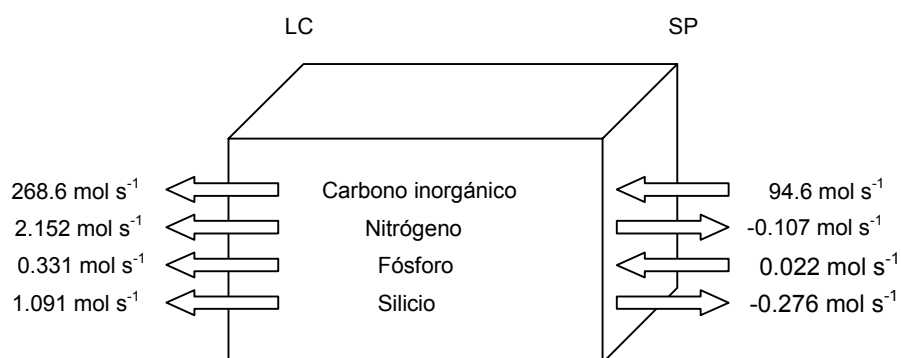 LC SP
268.6 mol s⁻¹ Carbono inorgánico 94.6 mol s⁻¹
2.152 mol s⁻¹ Nitrógeno -0.107 mol s⁻¹
0.331 mol s⁻¹ Fósforo 0.022 mol s⁻¹
1.091 mol s⁻¹ Silicio -0.276 mol s⁻¹